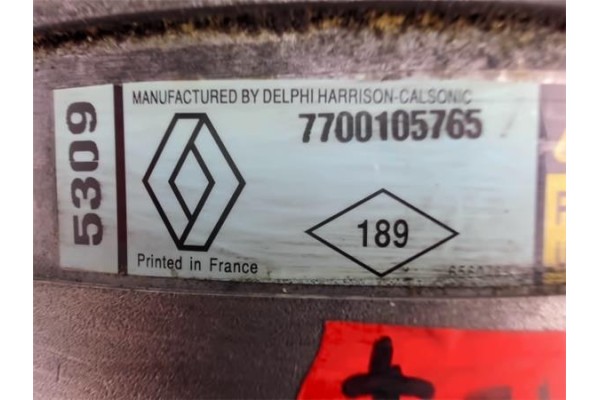 5309
MANUFACTURED BY DELPHI HARRISON-CALSONIC
7700105765
189
Printed in France